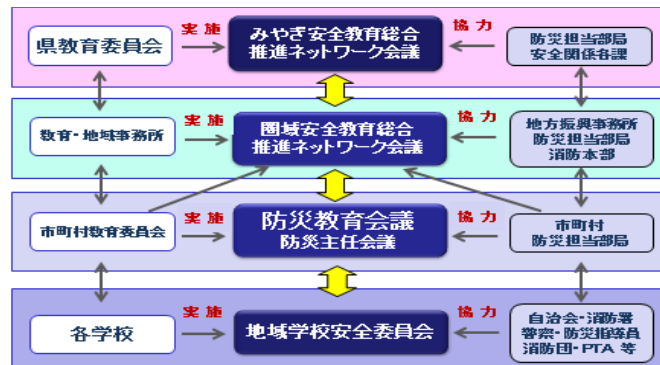 県教育委員会
実施
みやぎ安全教育総合
推進ネットワーク会議
協力
防災担当部局
安全関係各課
教育・地域事務所
実施
圏域安全教育総合
推進ネットワーク会議
協力
地方振興事務所
防災担当部局
消防本部
市町村教育委員会
実施
防災教育会議
防災主任会議
協力
市町村
防災担当部局
各学校
実施
地域学校安全委員会
協力
自治会・消防署
警察・防災指導員
消防団・PTA 等